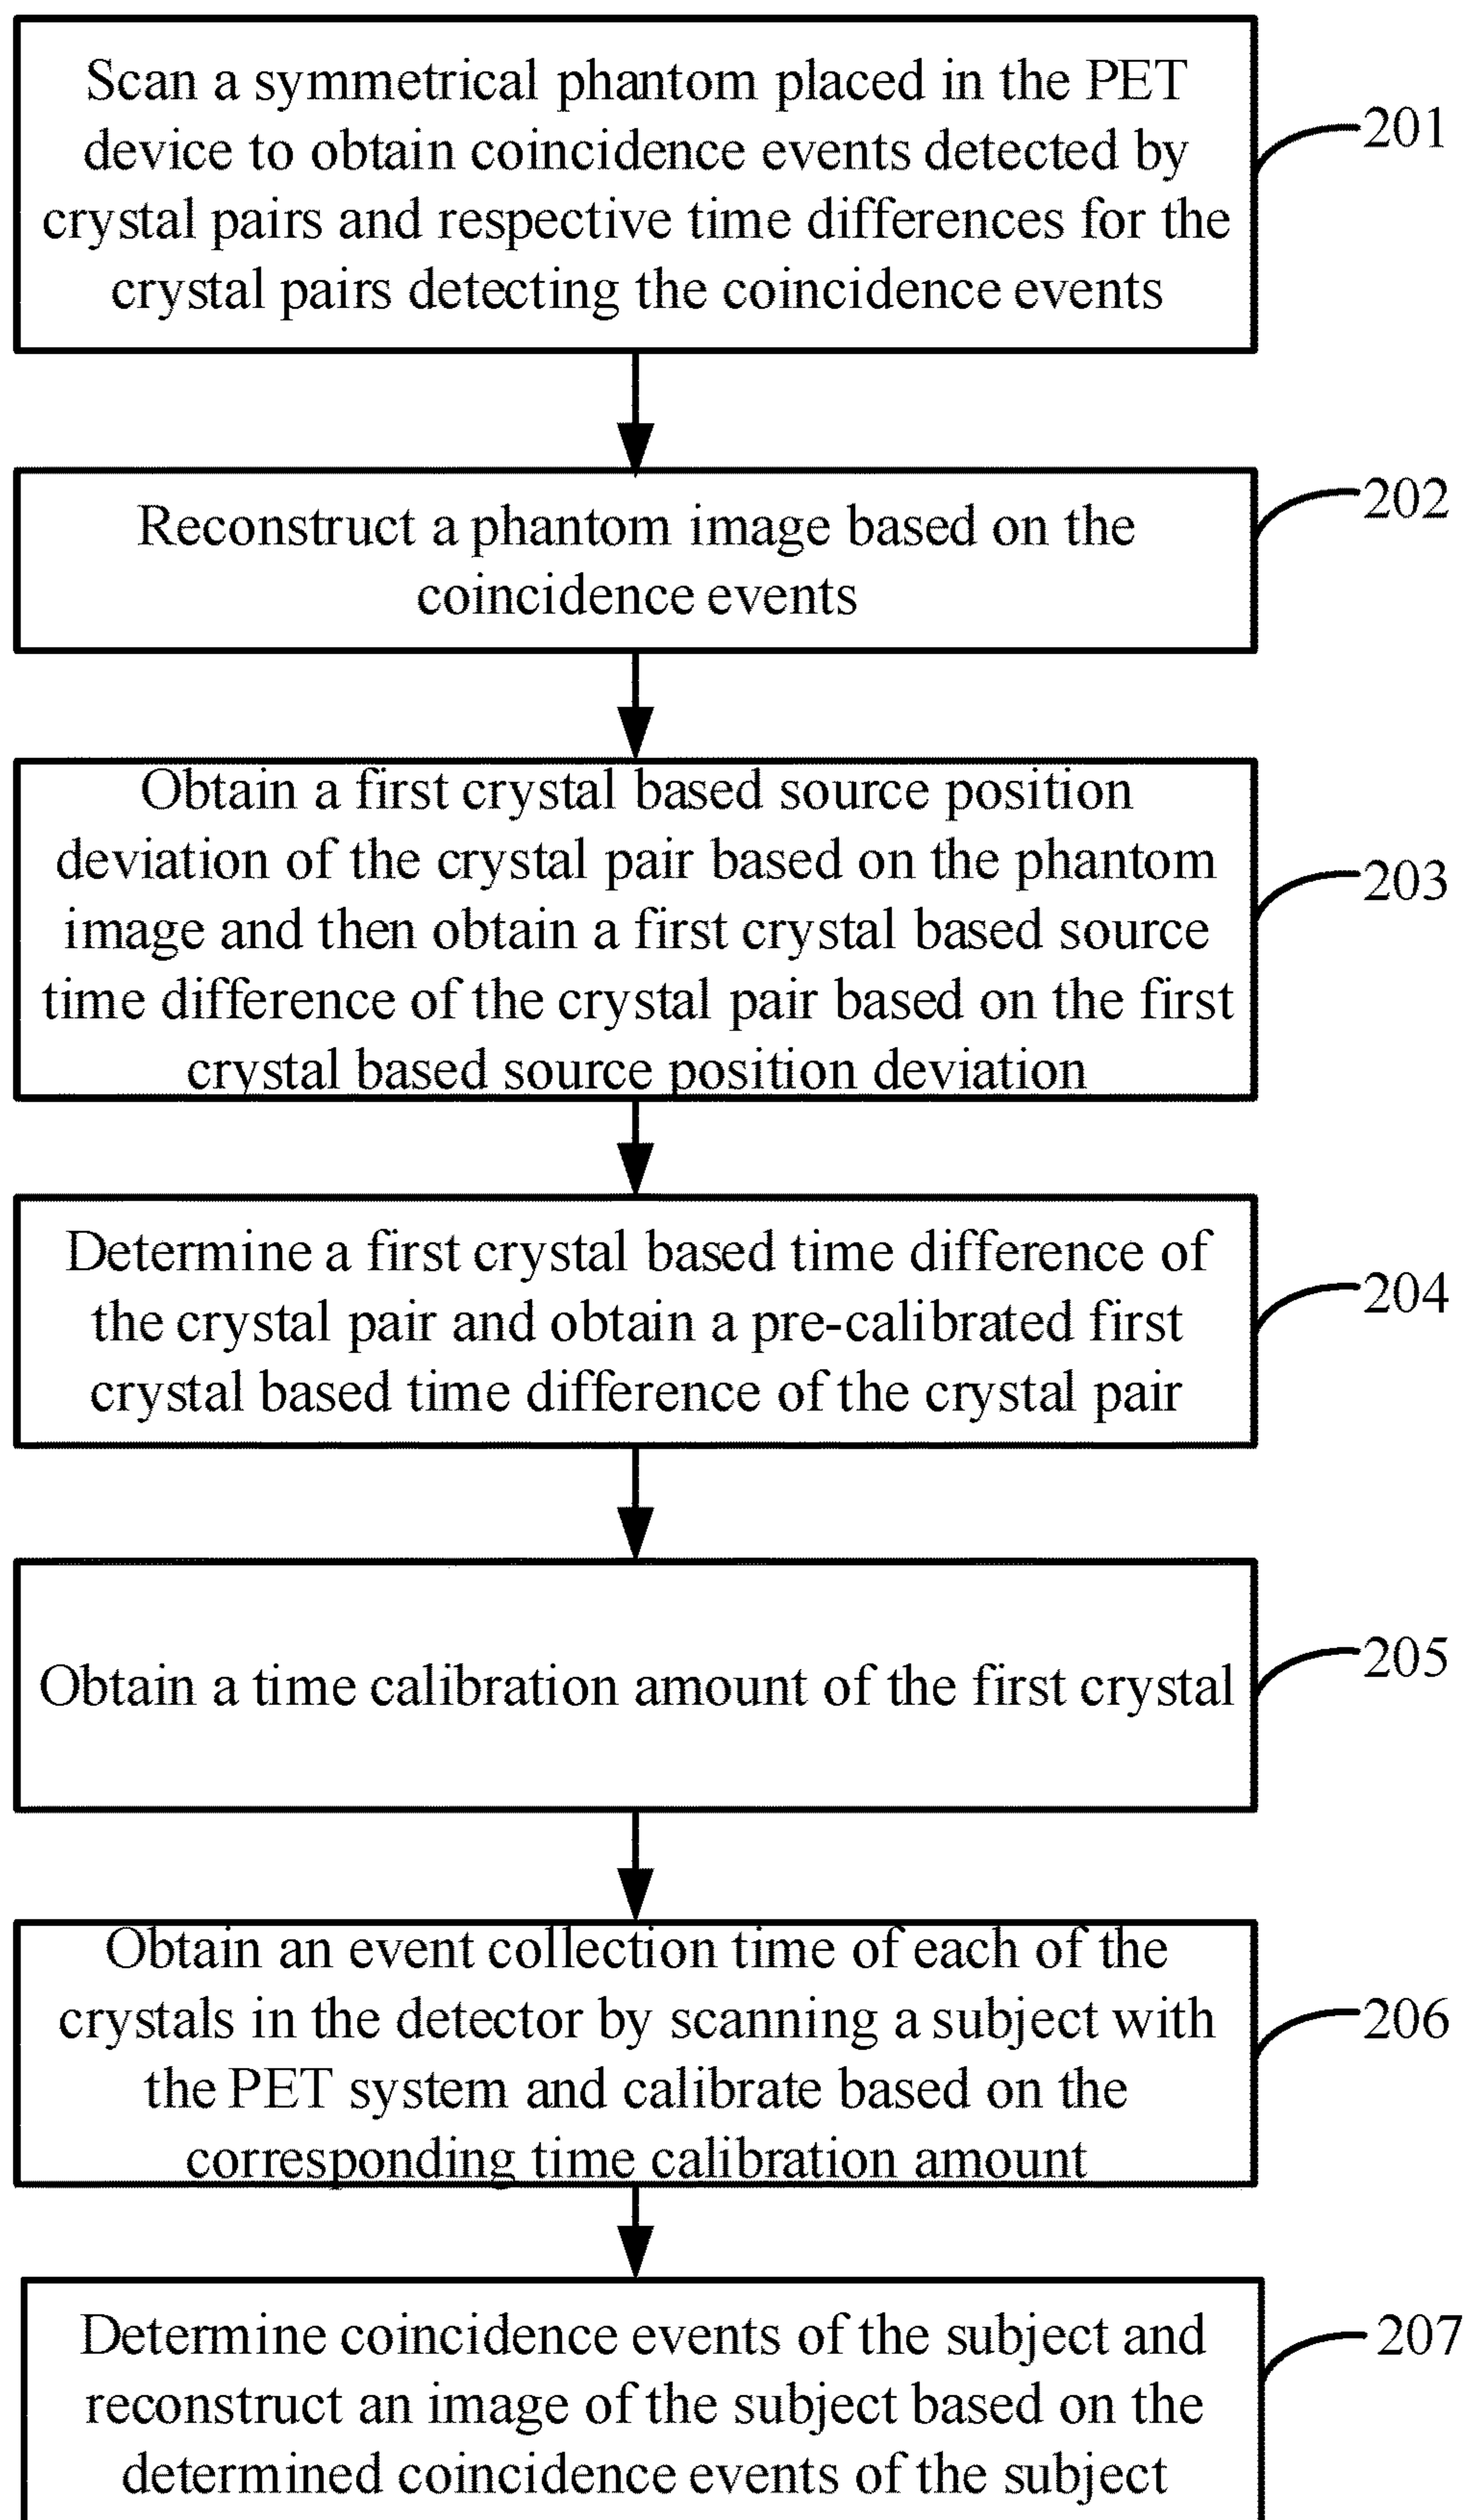 Scan a symmetrical phantom placed in the PET
device to obtain coincidence events detected by
crystal pairs and respective time differences for the
crystal pairs detecting the coincidence events
201
Reconstruct a phantom image based on the
coincidence events
202
Obtain a first crystal based source position
deviation of the crystal pair based on the phantom
image and then obtain a first crystal based source
time difference of the crystal pair based on the first
crystal based source position deviation
203
Determine a first crystal based time difference of
the crystal pair and obtain a pre-calibrated first
crystal based time difference of the crystal pair
204
Obtain a time calibration amount of the first crystal
205
Obtain an event collection time of each of the
crystals in the detector by scanning a subject with
the PET system and calibrate based on the
corresponding time calibration amount
206
Determine coincidence events of the subject and
reconstruct an image of the subject based on the
determined coincidence events of the subject
207